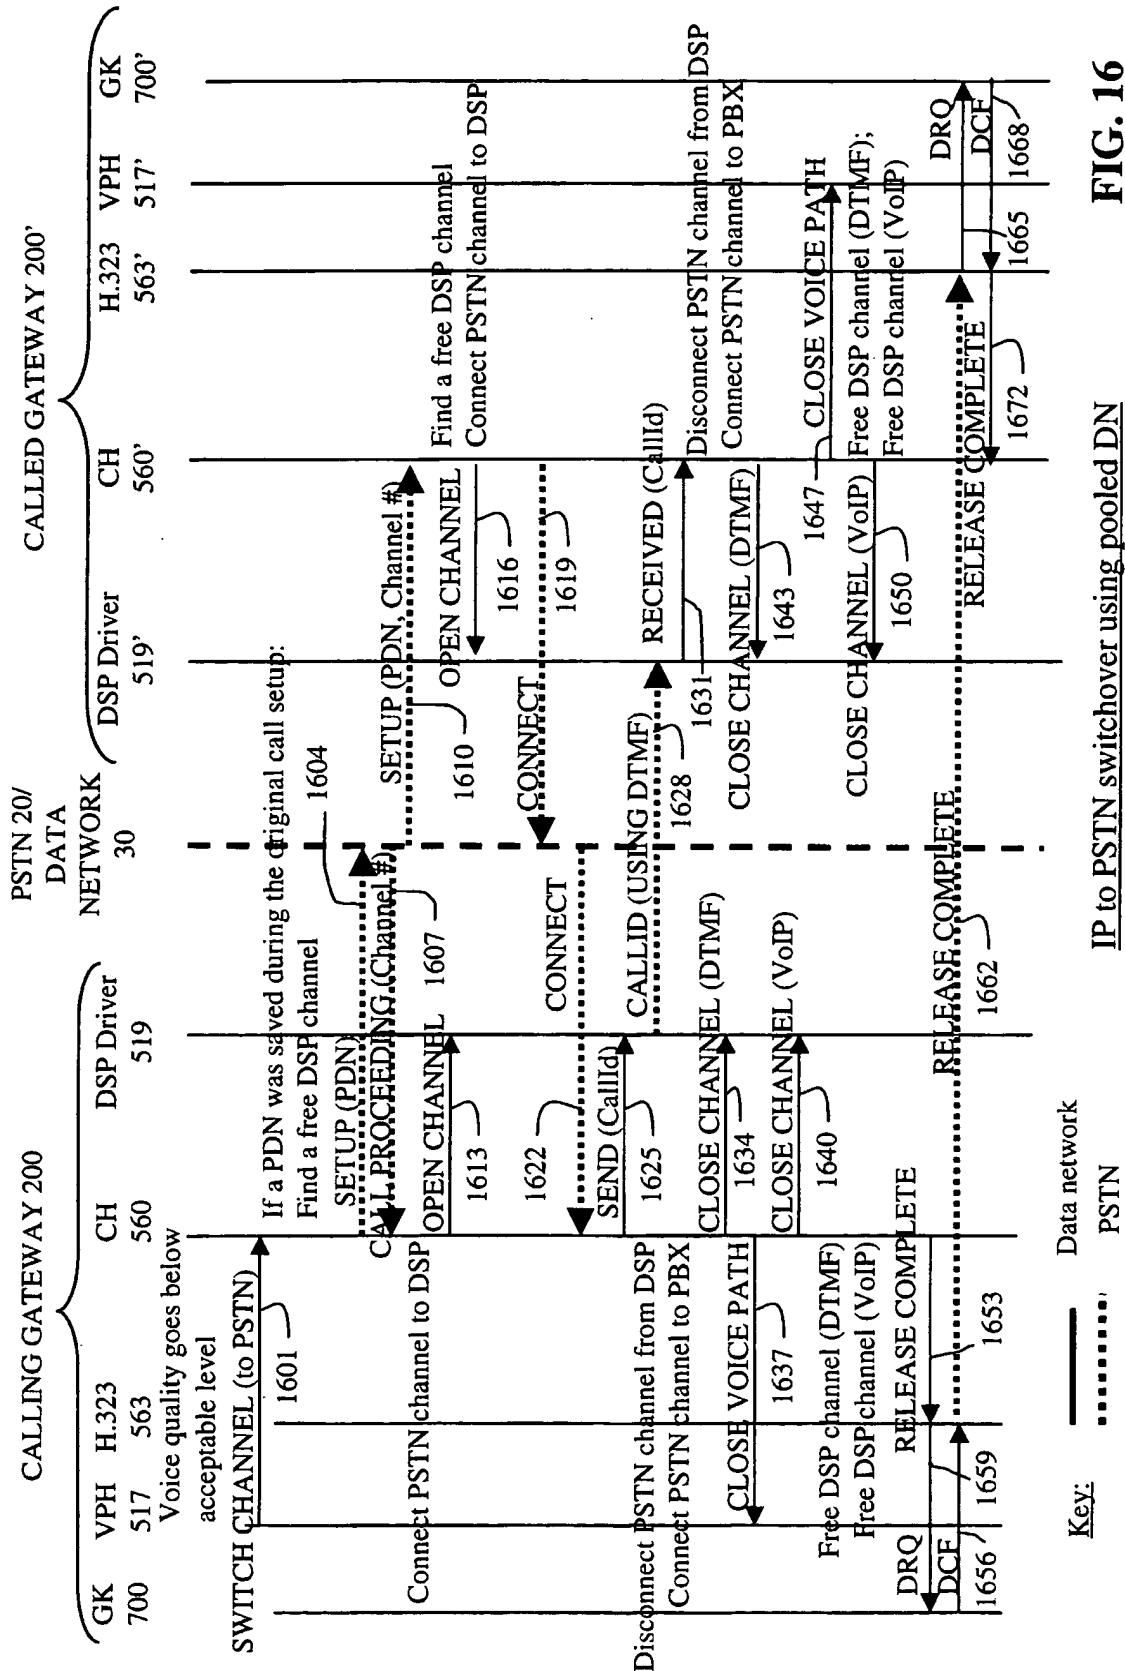 CALLING GATEWAY 200
PSTN 20/
DATA
NETWORK
30
CALLED GATEWAY 200'
GK
700
VPH
517
H.323
563
CH
560
DSP Driver
519
DSP Driver
519'
CH
560'
H.323
563'
VPH
517'
GK
700'
Voice quality goes below
acceptable level
SWITCH CHANNEL (to PSTN)
1601
If a PDN was saved during the original call setup:
Find a free DSP channel
SETUP (PDN)
1604
CALL PROCEEDING (Channel #)
1607
SETUP (PDN, Channel #)
1610
Connect PSTN channel to DSP
OPEN CHANNEL
1613
OPEN CHANNEL
1616
Find a free DSP channel
Connect PSTN channel to DSP
CONNECT
1619
CONNECT
1622
SEND (CallId)
1625
CALLID (USING DTMF)
1628
RECEIVED (CallId)
1631
Disconnect PSTN channel from DSP
Connect PSTN channel to PBX
Disconnect PSTN channel from DSP
Connect PSTN channel to PBX
CLOSE CHANNEL (DTMF)
1634
CLOSE VOICE PATH
1637
CLOSE CHANNEL (VoIP)
1640
CLOSE CHANNEL (DTMF)
1643
1647
CLOSE VOICE PATH
CLOSE CHANNEL (VoIP)
1650
Free DSP channel (DTMF);
Free DSP channel (VoIP)
Free DSP channel (DTMF)
Free DSP channel (VoIP)
RELEASE COMPLETE
1653
DRQ
DCF
1656
1659
RELEASE COMPLETE
1662
RELEASE COMPLETE
DRQ
1665
DCF
1668
1672
Key:
Data network
PSTN
IP to PSTN switchover using pooled DN
FIG. 16